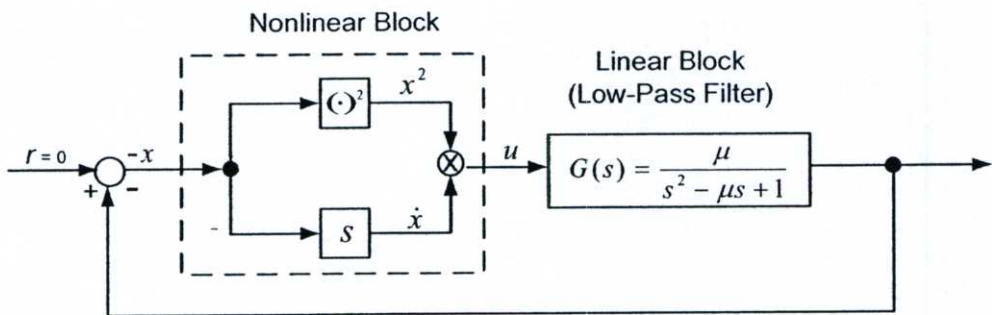 Nonlinear Block
Linear Block
(Low-Pass Filter)
(·)²
x²
r = 0
-x
+
-
u
G(s) = μ / (s² − μs + 1)
-
s
ẋ